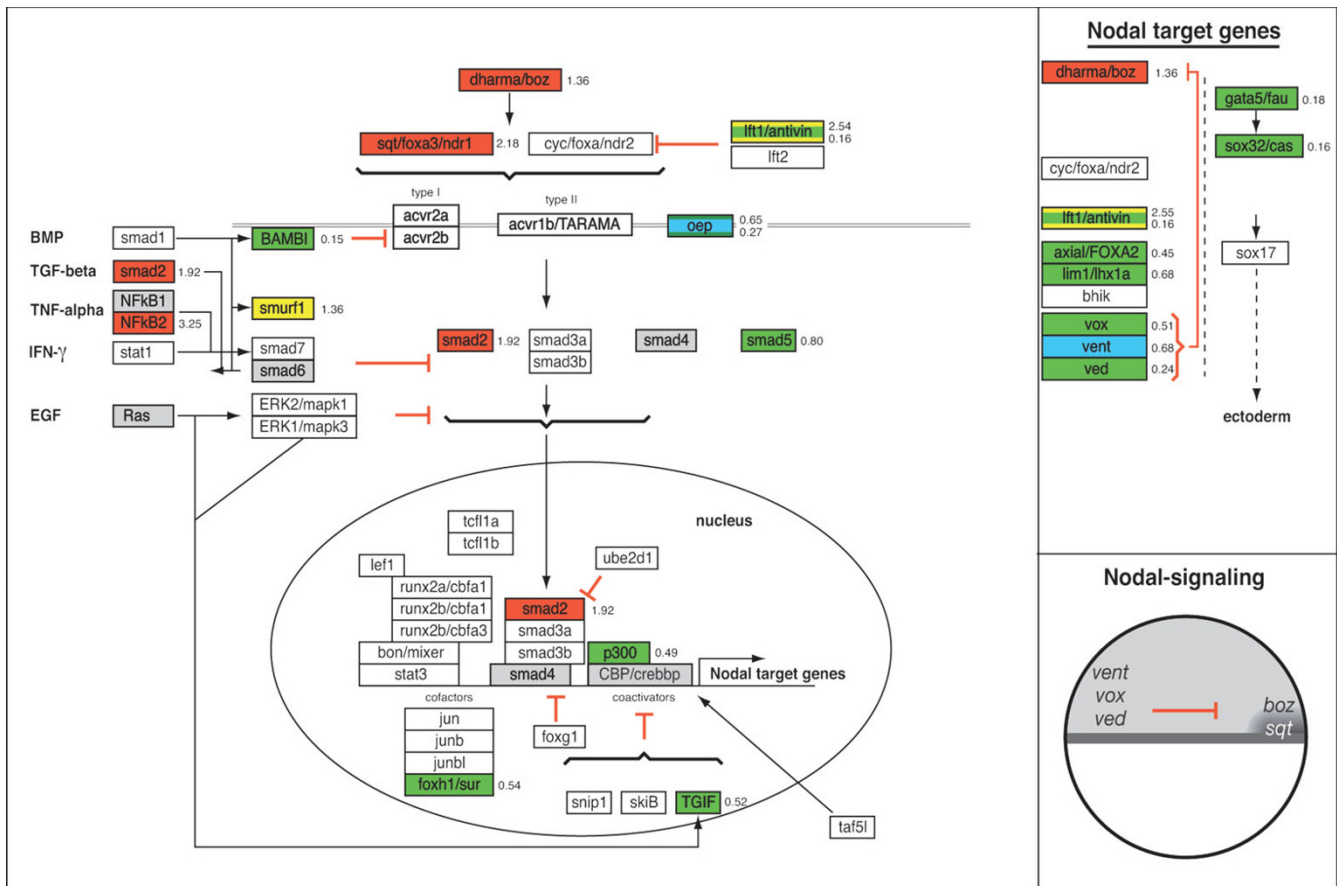 dharma/boz 1.36
sqt/foxa3/ndr1 2.18 cyc/foxa/ndr2
lft1/antivin 2.54
0.16
lft2
type I
type II
acvr2a
acvr2b
acvr1b/TARAMA
oep 0.65
0.27
BMP smad1 BAMBI 0.15
TGF-beta smad2 1.92
TNF-alpha NFkB1
NFkB2 3.25
smurf1 1.36
IFN-γ stat1 smad7
smad6
smad2 1.92 smad3a smad4 smad5 0.80
smad3b
EGF Ras ERK2/mapk1
ERK1/mapk3
nucleus
tcfl1a
tcfl1b
lef1
ube2d1
runx2a/cbfa1
runx2b/cbfa1
runx2b/cbfa3
bon/mixer
stat3
smad2 1.92
smad3a
smad3b
smad4
p300 0.49
CBP/crebbp
Nodal target genes
cofactors
coactivators
jun
junb
junbl
foxh1/sur 0.54
foxg1
snip1 skiB TGIF 0.52
taf5l
Nodal target genes
dharma/boz 1.36
gata5/fau 0.18
sox32/cas 0.16
cyc/foxa/ndr2
lft1/antivin 2.55
0.16
axial/FOXA2 0.45
lim1/lhx1a 0.68
bhik
sox17
vox 0.51
vent 0.68
ved 0.24
ectoderm
Nodal-signaling
vent
vox
ved
boz
sqt